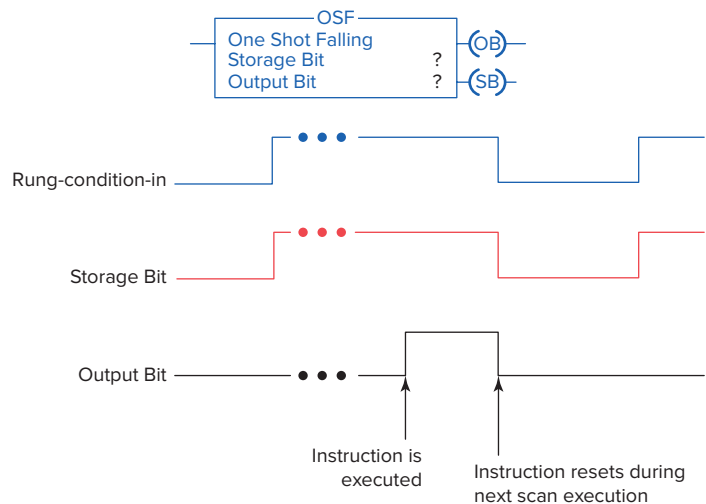 OSF
One Shot Falling
Storage Bit ?
Output Bit ?
OB
SB
Rung-condition-in
Storage Bit
Output Bit
Instruction is
executed
Instruction resets during
next scan execution